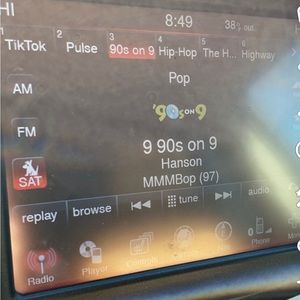 HI
8:49
38° out.
1 TikTok
2 Pulse
3 90s on 9
4 Hip-Hop
5 The H...
6 Highway
Pop
AM
'90s on 9
FM
9 90s on 9
Hanson
MMMBop (97)
SAT
replay
browse
tune
audio
Radio
Player
Controls
Phone